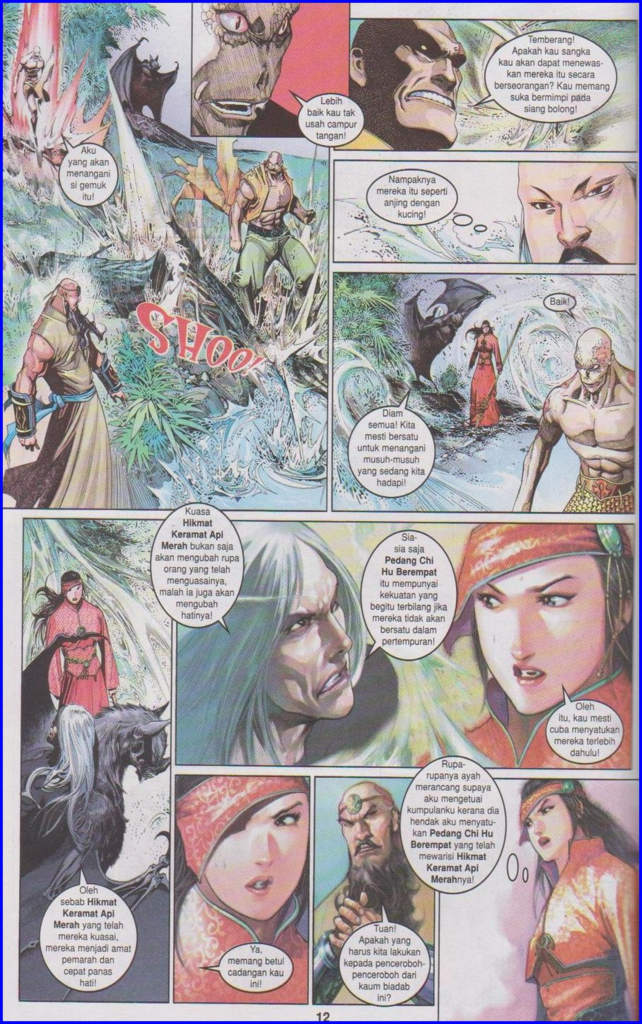 Aku
yang akan
menangani
si gemuk
itu!
Lebih
baik kau tak
usah campur
tangan!
Temberang!
Apakah kau sangka
kau akan dapat menewas-
kan mereka itu secara
berseorangan? Kau memang
suka bermimpi pada
siang bolong!
Nampaknya
mereka itu seperti
anjing dengan
kucing!
SHOO!
Baik!
Diam
semua! Kita
mesti bersatu
untuk menangani
musuh-musuh
yang sedang kita
hadapi!
Oleh
sebab Hikmat
Keramat Api
Merah yang telah
mereka kuasai,
mereka menjadi amat
pemarah dan
cepat panas
hati!
Kuasa
Hikmat
Keramat Api
Merah bukan saja
akan mengubah rupa
orang yang telah
menguasainya,
malah ia juga akan
mengubah
hatinya!
Sia-
sia saja
Pedang Chi
Hu Berempat
itu mempunyai
kekuatan yang
begitu terbilang jika
mereka tidak akan
bersatu dalam
pertempuran!
Oleh
itu, kau mesti
cuba menyatukan
mereka terlebih
dahulu!
Ya,
memang betul
cadangan kau
ini!
Tuan!
Apakah yang
harus kita lakukan
kepada penceroboh-
penceroboh dari
kaum biadab
ini?
Rupa-
rupanya ayah
merancang supaya
aku mengetuai
kumpulanku kerana dia
hendak aku menyatu-
kan Pedang Chi Hu
Berempat yang telah
mewarisi Hikmat
Keramat Api
Merahnya!
12